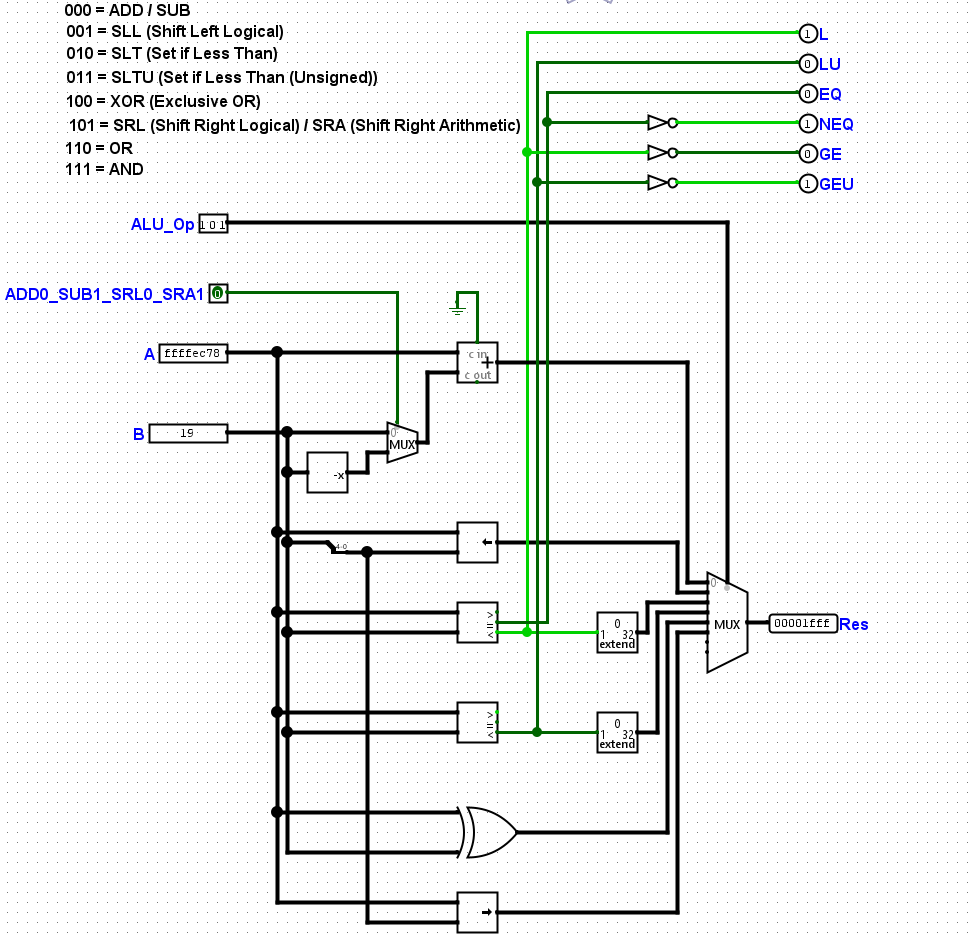 000 = ADD / SUB
001 = SLL (Shift Left Logical)
010 = SLT (Set if Less Than)
011 = SLTU (Set if Less Than (Unsigned))
100 = XOR (Exclusive OR)
101 = SRL (Shift Right Logical) / SRA (Shift Right Arithmetic)
110 = OR
111 = AND
1 L
0 LU
0 EQ
1 NEQ
0 GE
1 GEU
ALU_Op 101
ADD0_SUB1_SRL0_SRA1 0
A ffffec78
c in
+
c out
B 19
0
MUX
-x
4-0
>
=
<
0
1 32
extend
0
MUX
00001fff Res
>
=
<
0
1 32
extend